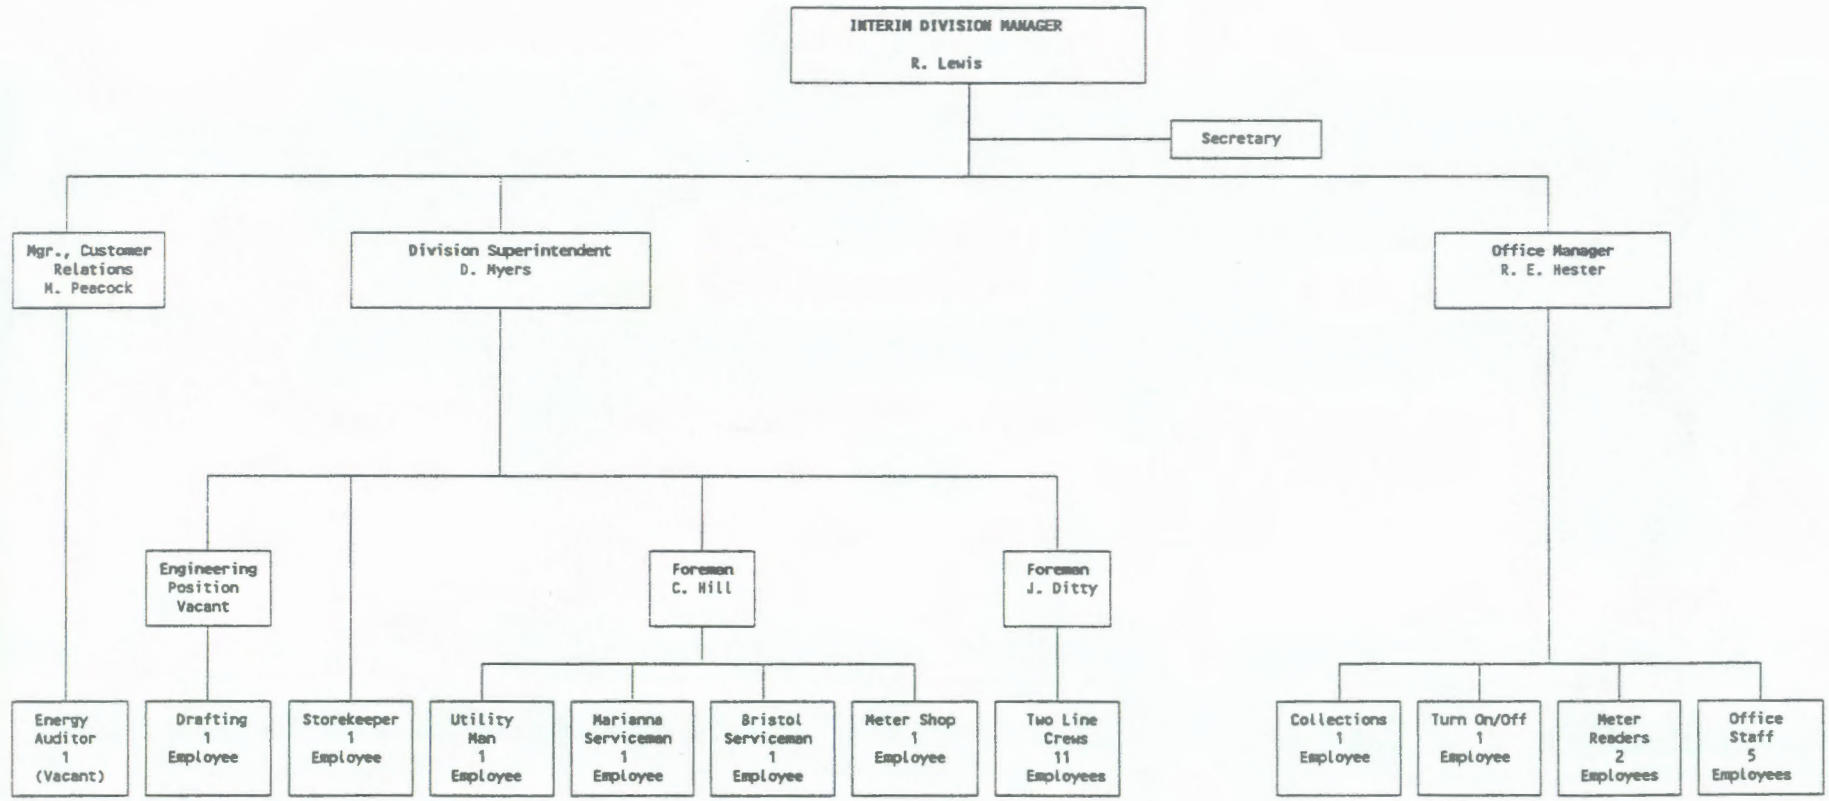 INTERIM DIVISION MANAGER
R. Lewis
Secretary
Mgr., Customer
Relations
M. Peacock
Division Superintendent
D. Myers
Office Manager
R. E. Hester
Engineering
Position
Vacant
Foreman
C. Hill
Foreman
J. Ditty
Energy
Auditor
1
(Vacant)
Drafting
1
Employee
Storekeeper
1
Employee
Utility
Man
1
Employee
Marianna
Serviceman
1
Employee
Bristol
Serviceman
1
Employee
Meter Shop
1
Employee
Two Line
Crews
11
Employees
Collections
1
Employee
Turn On/Off
1
Employee
Meter
Readers
2
Employees
Office
Staff
5
Employees